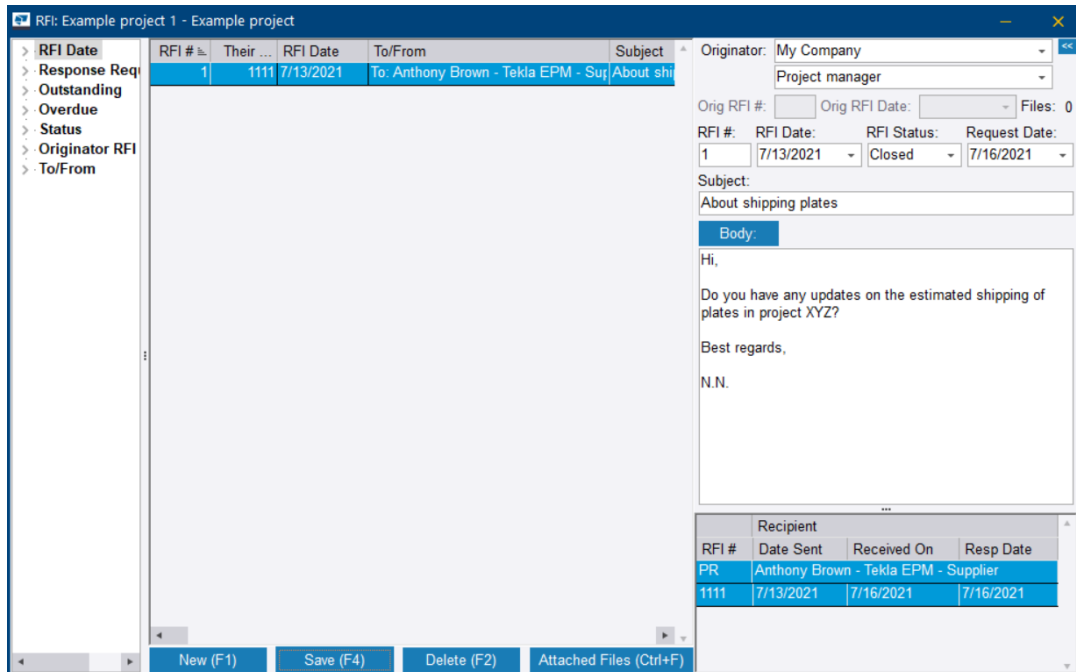 RFI: Example project 1 - Example project
RFI Date
Response Requ
Outstanding
Overdue
Status
Originator RFI
To/From
RFI # Their ... RFI Date To/From Subject
1 1111 7/13/2021 To: Anthony Brown - Tekla EPM - Sup About shi
New (F1) Save (F4) Delete (F2) Attached Files (Ctrl+F)
Originator: My Company <<
Project manager
Orig RFI #: Orig RFI Date: Files: 0
RFI #: RFI Date: RFI Status: Request Date:
1 7/13/2021 Closed 7/16/2021
Subject:
About shipping plates
Body:
Hi,
Do you have any updates on the estimated shipping of
plates in project XYZ?
Best regards,
N.N.
Recipient
RFI # Date Sent Received On Resp Date
PR Anthony Brown - Tekla EPM - Supplier
1111 7/13/2021 7/16/2021 7/16/2021